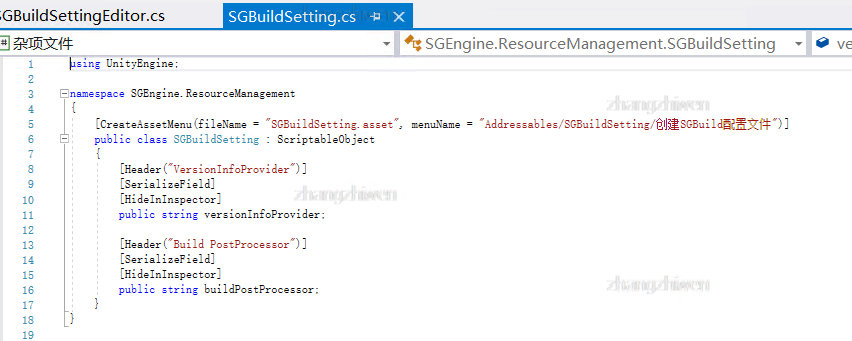 SGBuildSettingEditor.cs SGBuildSetting.cs
杂项文件 SGEngine.ResourceManagement.SGBuildSetting ve
1 using UnityEngine;
2
3 namespace SGEngine.ResourceManagement
4 {
zhangzhiwen
5 [CreateAssetMenu(fileName = "SGBuildSetting.asset", menuName = "Addressables/SGBuildSetting/创建SGBuild配置文件")]
6 public class SGBuildSetting : ScriptableObject
7 {
8 [Header("VersionInfoProvider")]
9 [SerializeField]
10 [HideInInspector]
zhangzhiwen
11 public string versionInfoProvider;
12
13 [Header("Build PostProcessor")]
14 [SerializeField]
15 [HideInInspector]
zhangzhiwen
16 public string buildPostProcessor;
17 }
18 }
19